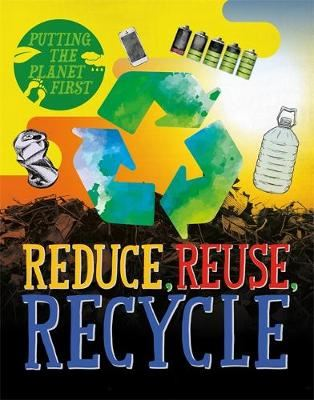 PUTTING
THE
PLANET
FIRST
REDUCE, REUSE,
RECYCLE